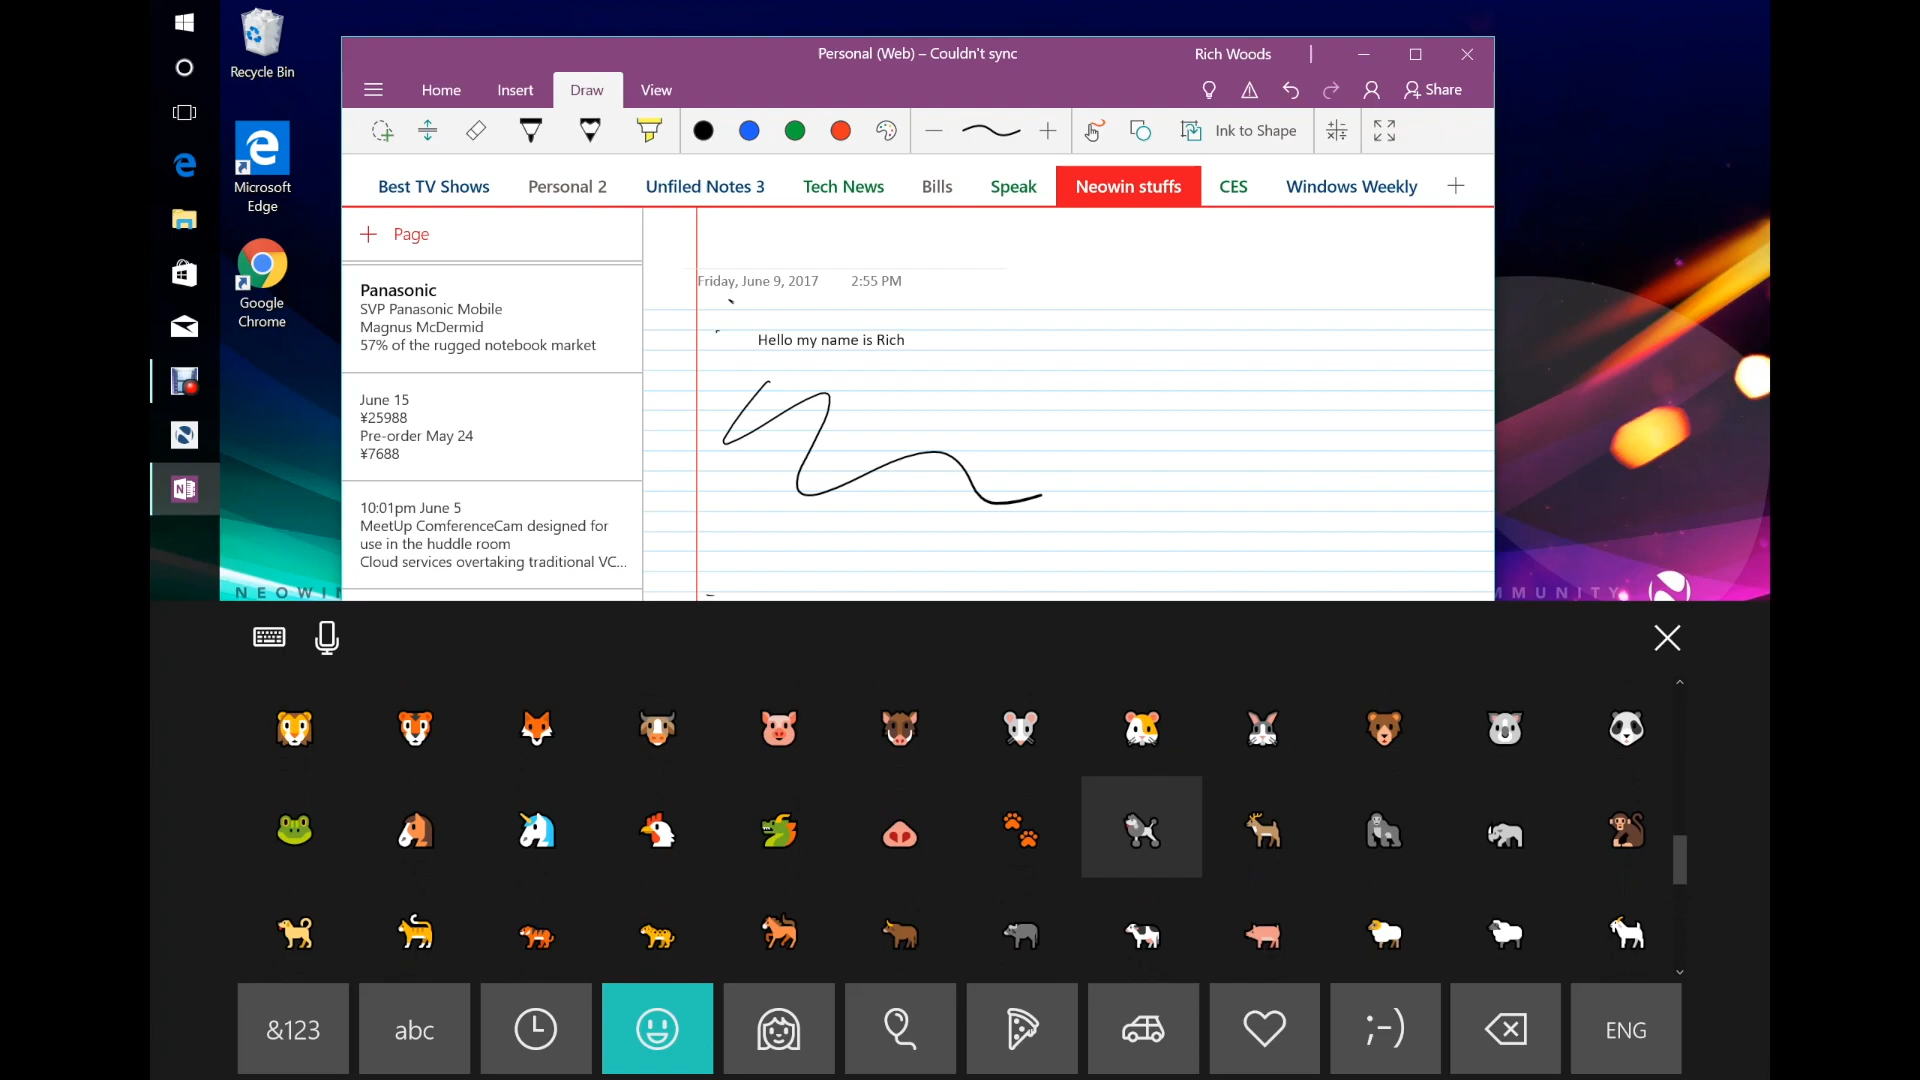 Recycle Bin
Microsoft
Edge
Google
Chrome
Personal (Web) – Couldn't sync
Rich Woods
Home
Insert
Draw
View
Share
Ink to Shape
Best TV Shows
Personal 2
Unfiled Notes 3
Tech News
Bills
Speak
Neowin stuffs
CES
Windows Weekly
Page
Panasonic
SVP Panasonic Mobile
Magnus McDermid
57% of the rugged notebook market
June 15
¥25988
Pre-order May 24
¥7688
10:01pm June 5
MeetUp ComferenceCam designed for
use in the huddle room
Cloud services overtaking traditional VC...
Friday, June 9, 2017 2:55 PM
Hello my name is Rich
NEOWI
MMUNITY
&123
abc
;-)
ENG